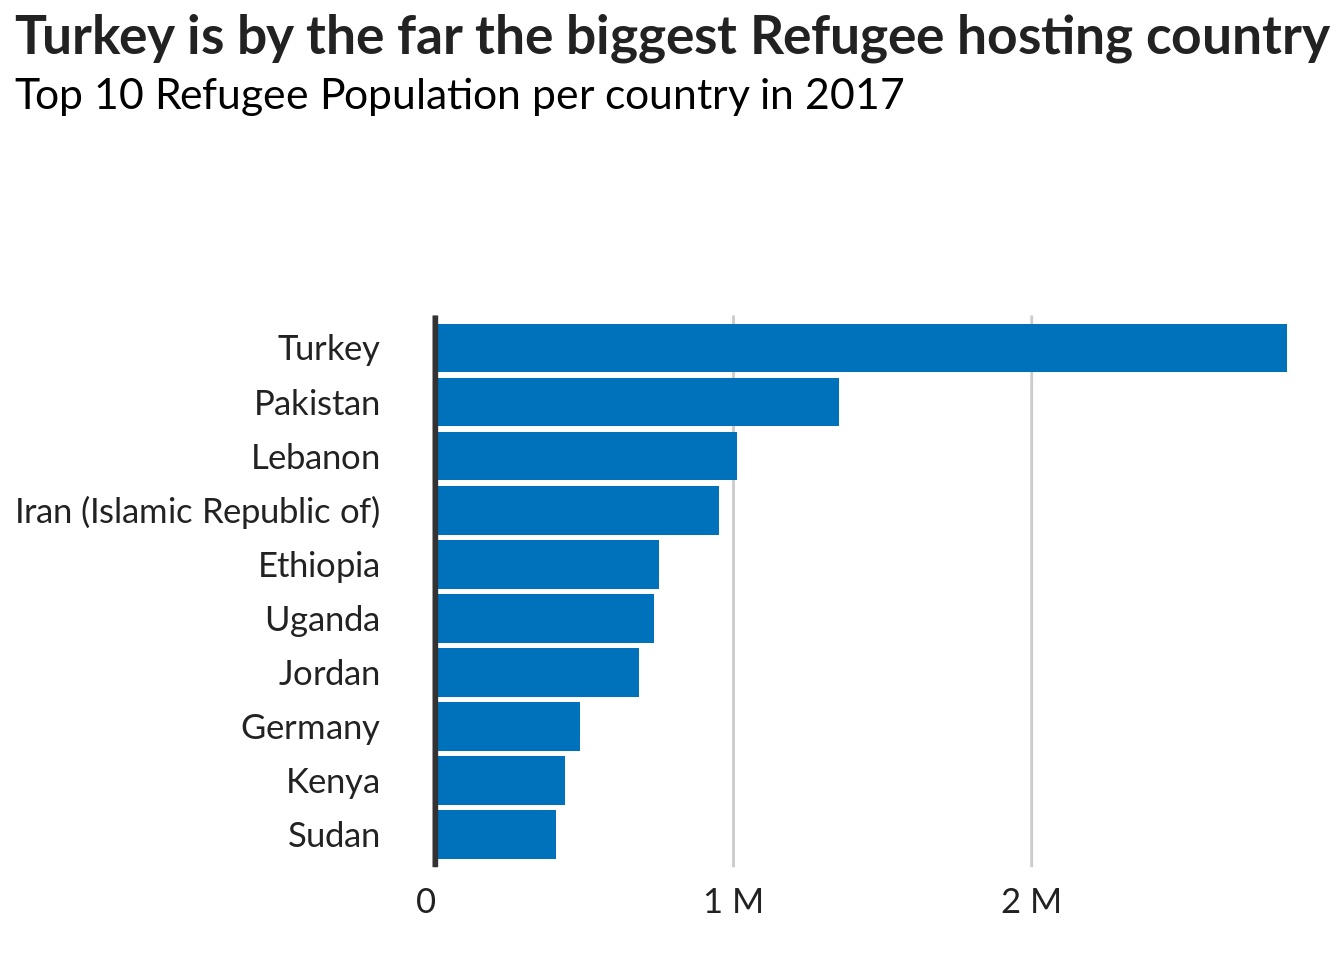 Turkey is by the far the biggest Refugee hosting country
Top 10 Refugee Population per country in 2017
Turkey
Pakistan
Lebanon
Iran (Islamic Republic of)
Ethiopia
Uganda
Jordan
Germany
Kenya
Sudan
0 1 M 2 M